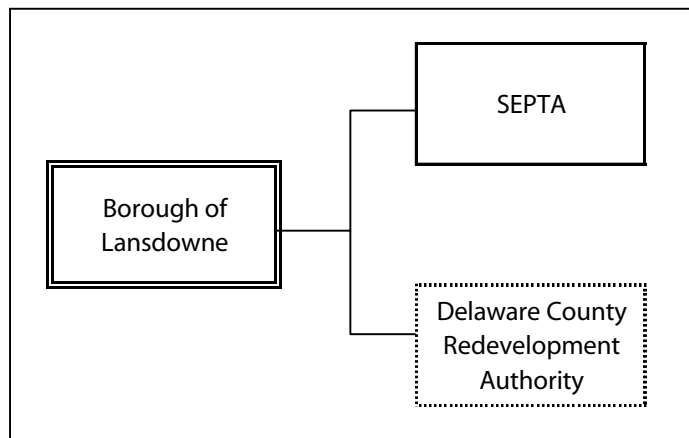 SEPTA
Borough of
Lansdowne
Delaware County
Redevelopment
Authority